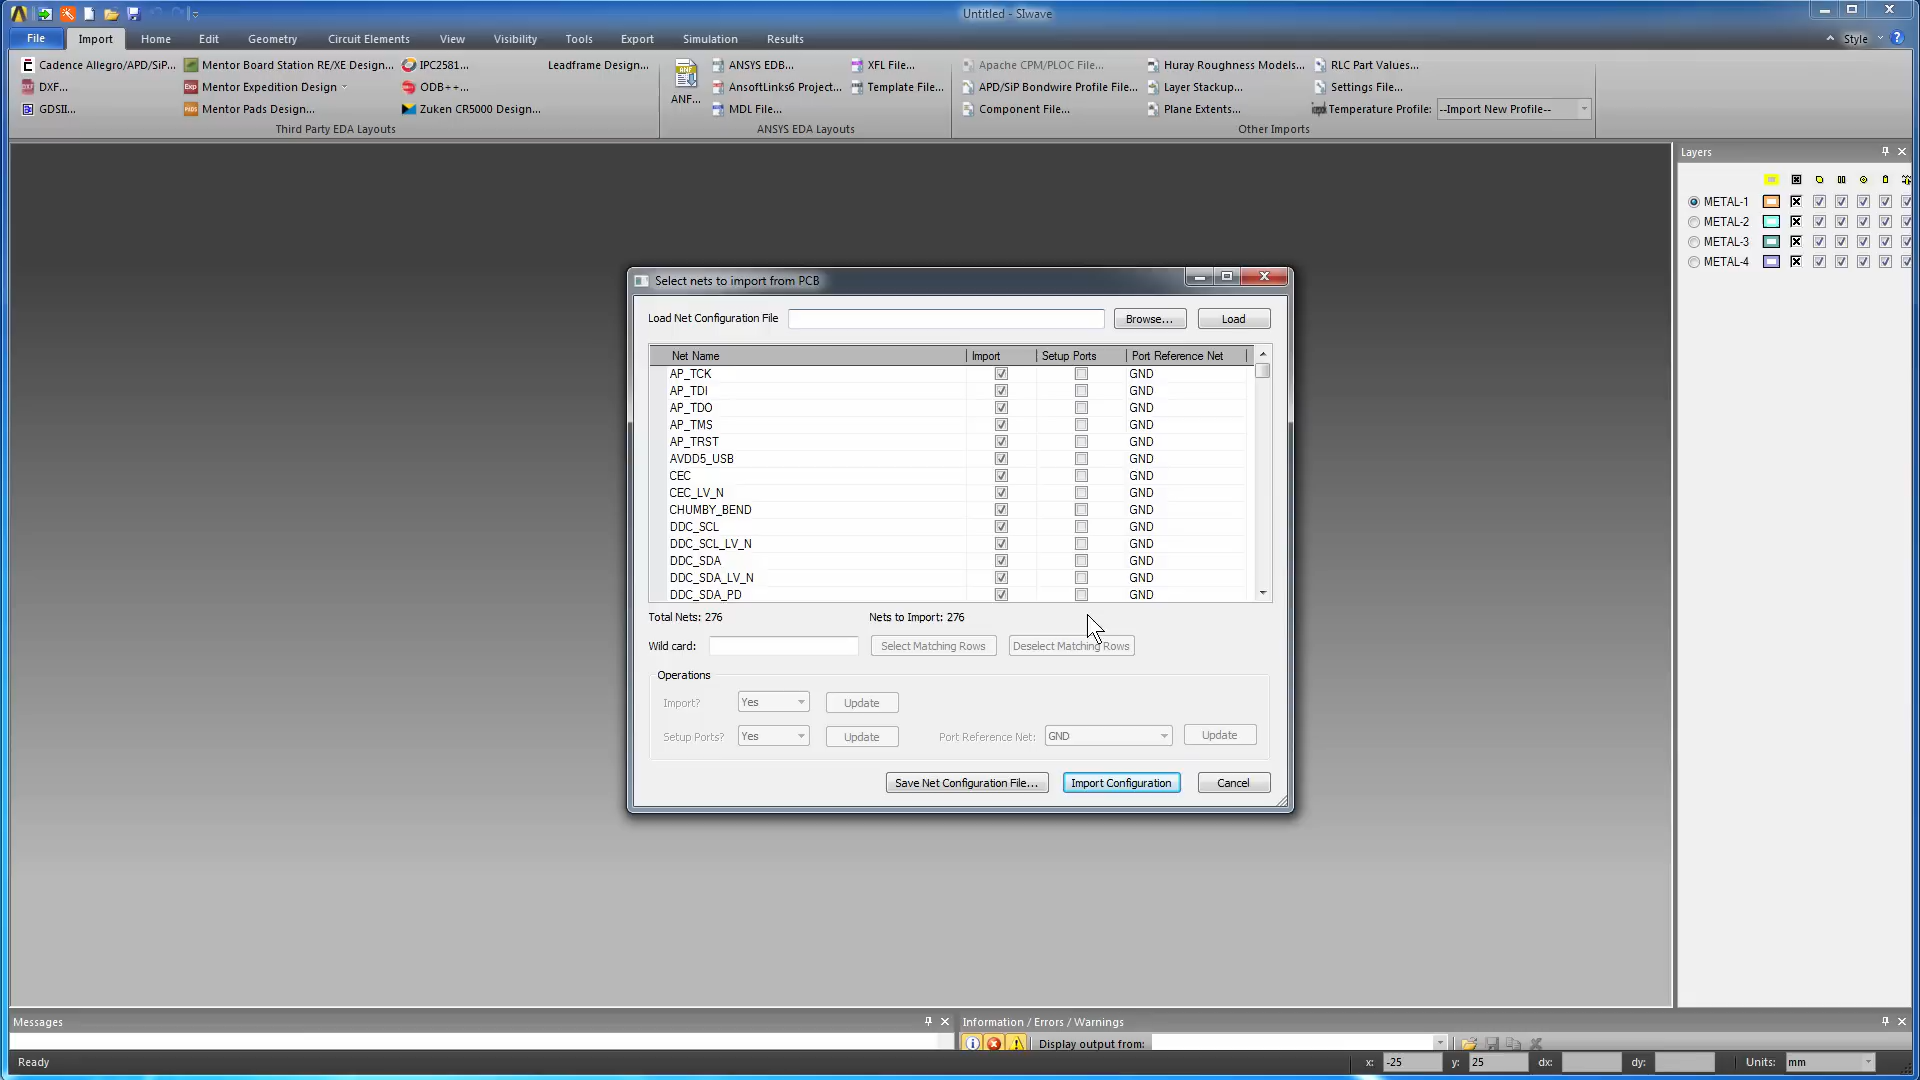 Untitled - SIwave
File Import Home Edit Geometry Circuit Elements View Visibility Tools Export Simulation Results Style
Cadence Allegro/APD/SiP... Mentor Board Station RE/XE Design... IPC2581... Leadframe Design... ANSYS EDB... XFL File... Apache CPM/PLOC File... Huray Roughness Models... RLC Part Values...
DXF... Mentor Expedition Design ODB++... ANF... AnsoftLinks6 Project... Template File... APD/SiP Bondwire Profile File... Layer Stackup... Settings File...
GDSII... Mentor Pads Design... Zuken CR5000 Design... MDL File... Component File... Plane Extents... Temperature Profile: --Import New Profile--
Third Party EDA Layouts ANSYS EDA Layouts Other Imports
Layers
METAL-1
METAL-2
METAL-3
METAL-4
Select nets to import from PCB
Load Net Configuration File Browse... Load
Net Name Import Setup Ports Port Reference Net
AP_TCK GND
AP_TDI GND
AP_TDO GND
AP_TMS GND
AP_TRST GND
AVDD5_USB GND
CEC GND
CEC_LV_N GND
CHUMBY_BEND GND
DDC_SCL GND
DDC_SCL_LV_N GND
DDC_SDA GND
DDC_SDA_LV_N GND
DDC_SDA_PD GND
Total Nets: 276 Nets to Import: 276
Wild card: Select Matching Rows Deselect Matching Rows
Operations
Import? Yes Update
Setup Ports? Yes Update Port Reference Net: GND Update
Save Net Configuration File... Import Configuration Cancel
Messages Information / Errors / Warnings
Display output from:
Ready x: -25 y: 25 dx: dy: Units: mm